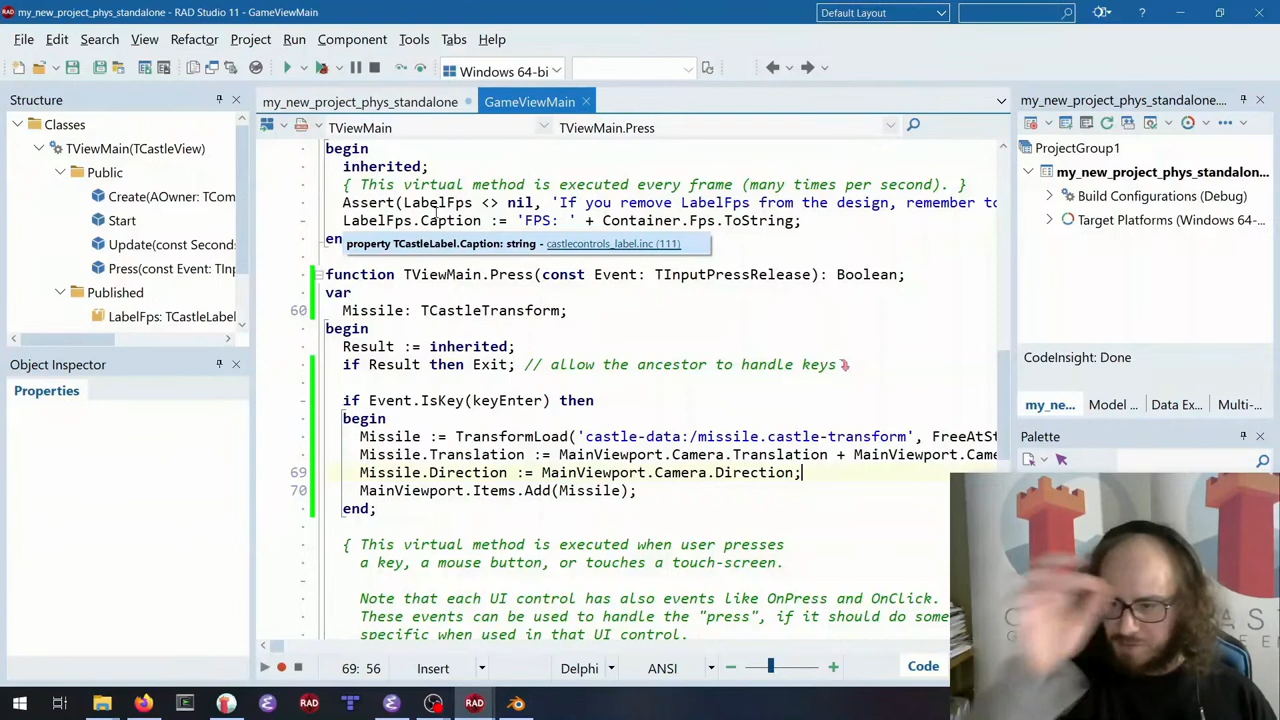 my_new_project_phys_standalone - RAD Studio 11 - GameViewMain
Default Layout
File Edit Search View Refactor Project Run Component Tools Tabs Help
Windows 64-bi
Structure
my_new_project_phys_standalone
GameViewMain
my_new_project_phys_standalone....
TViewMain
TViewMain.Press
Classes
TViewMain(TCastleView)
Public
Create(AOwner: TCom
Start
Update(const Second
Press(const Event: TInp
Published
LabelFps: TCastleLabel
Object Inspector
Properties
begin
inherited;
{ This virtual method is executed every frame (many times per second). }
Assert(LabelFps <> nil, 'If you remove LabelFps from the design, remember to
LabelFps.Caption := 'FPS: ' + Container.Fps.ToString;
en
property TCastleLabel.Caption: string - castlecontrols_label.inc (111)
function TViewMain.Press(const Event: TInputPressRelease): Boolean;
var
60 Missile: TCastleTransform;
begin
Result := inherited;
if Result then Exit; // allow the ancestor to handle keys
if Event.IsKey(keyEnter) then
begin
Missile := TransformLoad('castle-data:/missile.castle-transform', FreeAtSt
Missile.Translation := MainViewport.Camera.Translation + MainViewport.Came
69 Missile.Direction := MainViewport.Camera.Direction;
70 MainViewport.Items.Add(Missile);
end;
{ This virtual method is executed when user presses
a key, a mouse button, or touches a touch-screen.
Note that each UI control has also events like OnPress and OnClick.
These events can be used to handle the "press", if it should do some
specific when used in that UI control.
69: 56
Insert
Delphi
ANSI
Code
ProjectGroup1
my_new_project_phys_standalone...
Build Configurations (Debug)
Target Platforms (Windows 64-
CodeInsight: Done
my_ne...
Model ...
Data Ex...
Multi-...
Palette